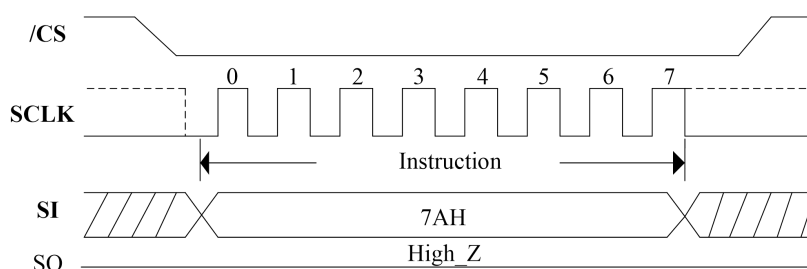 /CS
0 1 2 3 4 5 6 7
SCLK
Instruction
SI
7AH
High_Z
SO